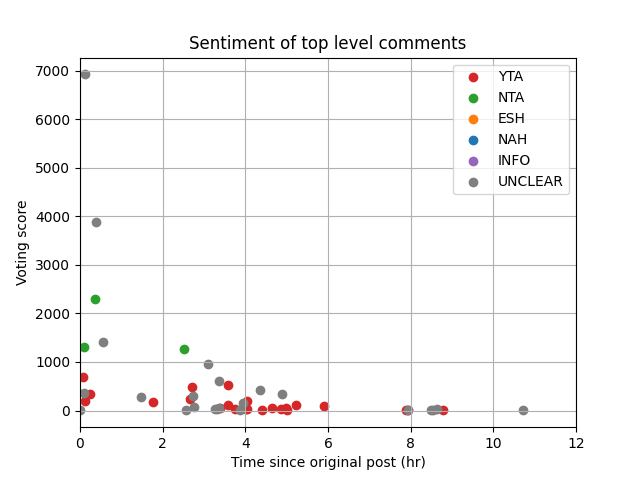 Sentiment of top level comments
7000
6000
5000
4000
3000
2000
1000
0
Voting score
YTA
NTA
ESH
NAH
INFO
UNCLEAR
0 2 4 6 8 10 12
Time since original post (hr)